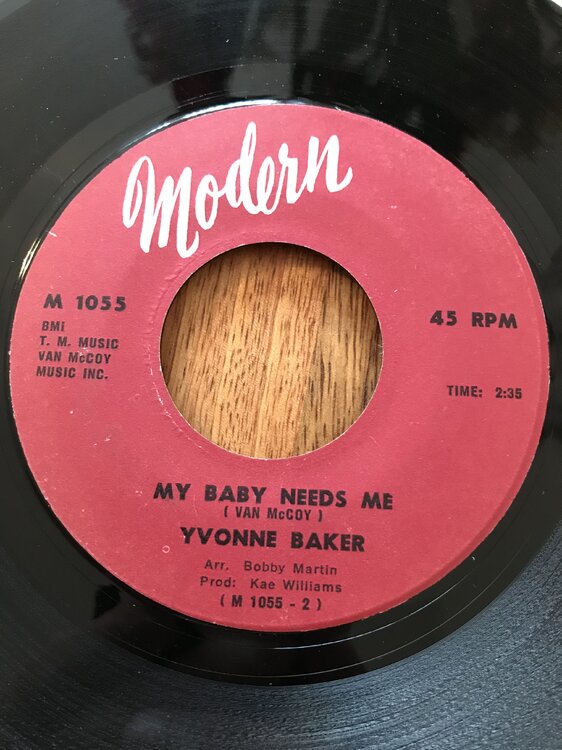 Modern
M 1055
BMI
T. M. MUSIC
VAN McCOY
MUSIC INC.
45 RPM
TIME: 2:35
MY BABY NEEDS ME
( VAN McCOY )
YVONNE BAKER
Arr. Bobby Martin
Prod: Kae Williams
( M 1055 - 2 )